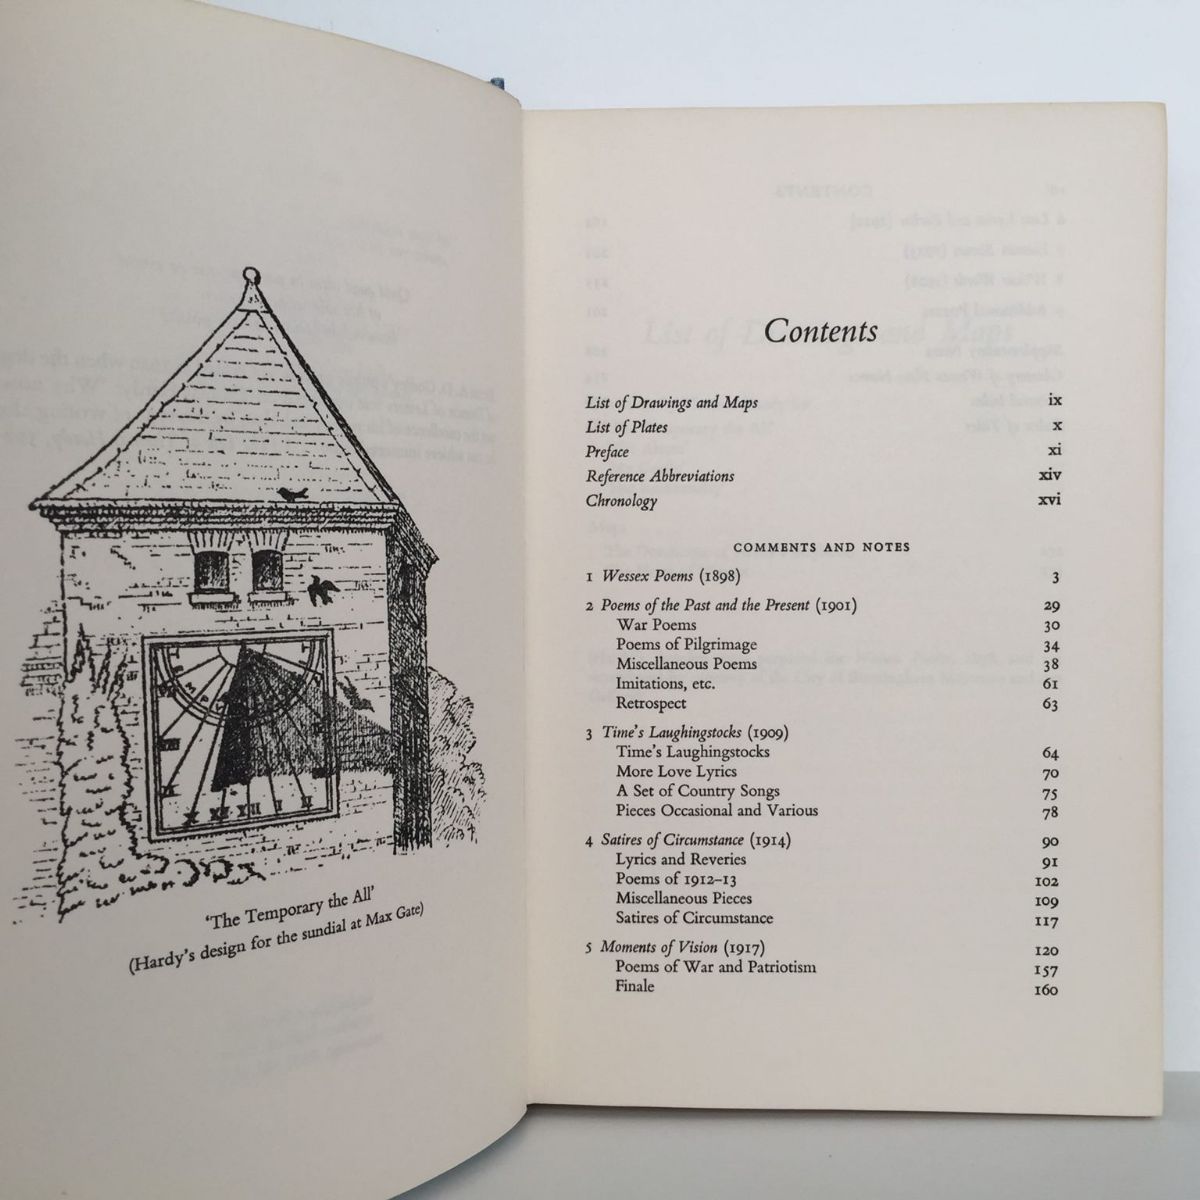 'The Temporary the All'
(Hardy's design for the sundial at Max Gate)
Contents
List of Drawings and Maps ix
List of Plates x
Preface xi
Reference Abbreviations xiv
Chronology xvi
COMMENTS AND NOTES
1 Wessex Poems (1898) 3
2 Poems of the Past and the Present (1901) 29
War Poems 30
Poems of Pilgrimage 34
Miscellaneous Poems 38
Imitations, etc. 61
Retrospect 63
3 Time's Laughingstocks (1909)
Time's Laughingstocks 64
More Love Lyrics 70
A Set of Country Songs 75
Pieces Occasional and Various 78
4 Satires of Circumstance (1914) 90
Lyrics and Reveries 91
Poems of 1912–13 102
Miscellaneous Pieces 109
Satires of Circumstance 117
5 Moments of Vision (1917) 120
Poems of War and Patriotism 157
Finale 160